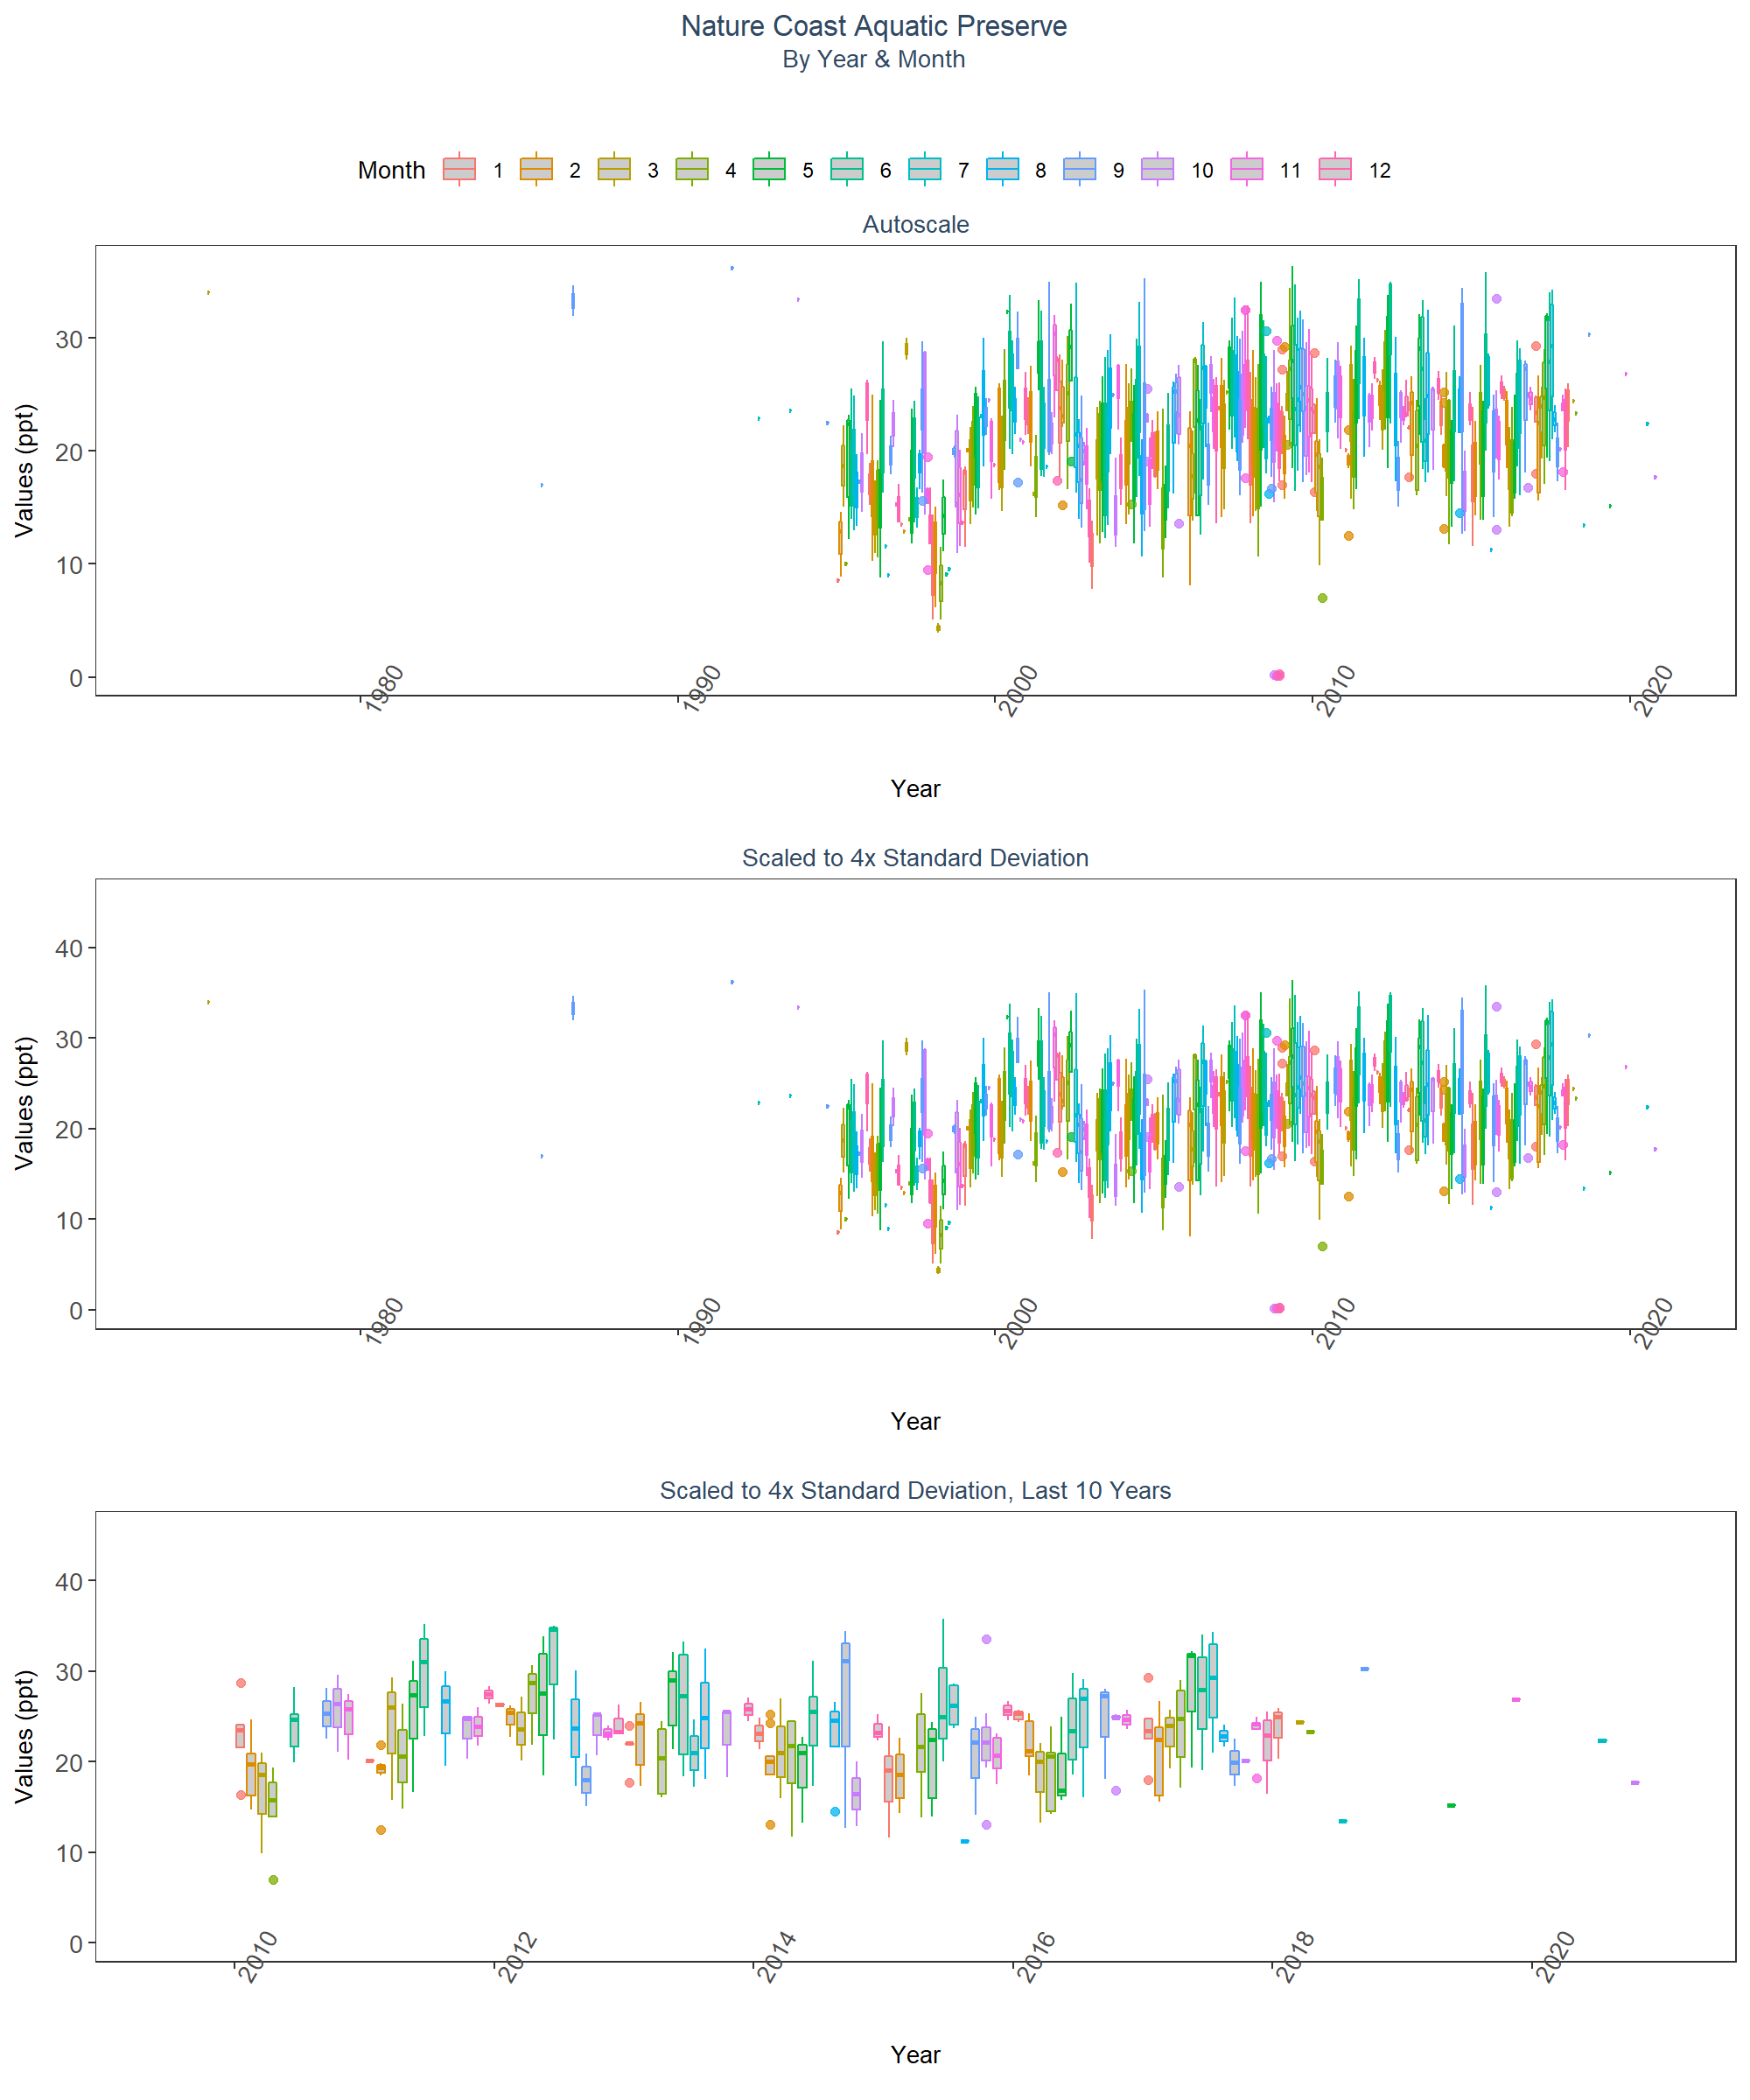 Nature Coast Aquatic Preserve
By Year & Month
Month 1 2 3 4 5 6 7 8 9 10 11 12
Autoscale
Values (ppt)
30
20
10
0
1980 1990 2000 2010 2020
Year
Scaled to 4x Standard Deviation
Values (ppt)
40
30
20
10
0
1980 1990 2000 2010 2020
Year
Scaled to 4x Standard Deviation, Last 10 Years
Values (ppt)
40
30
20
10
0
2010 2012 2014 2016 2018 2020
Year